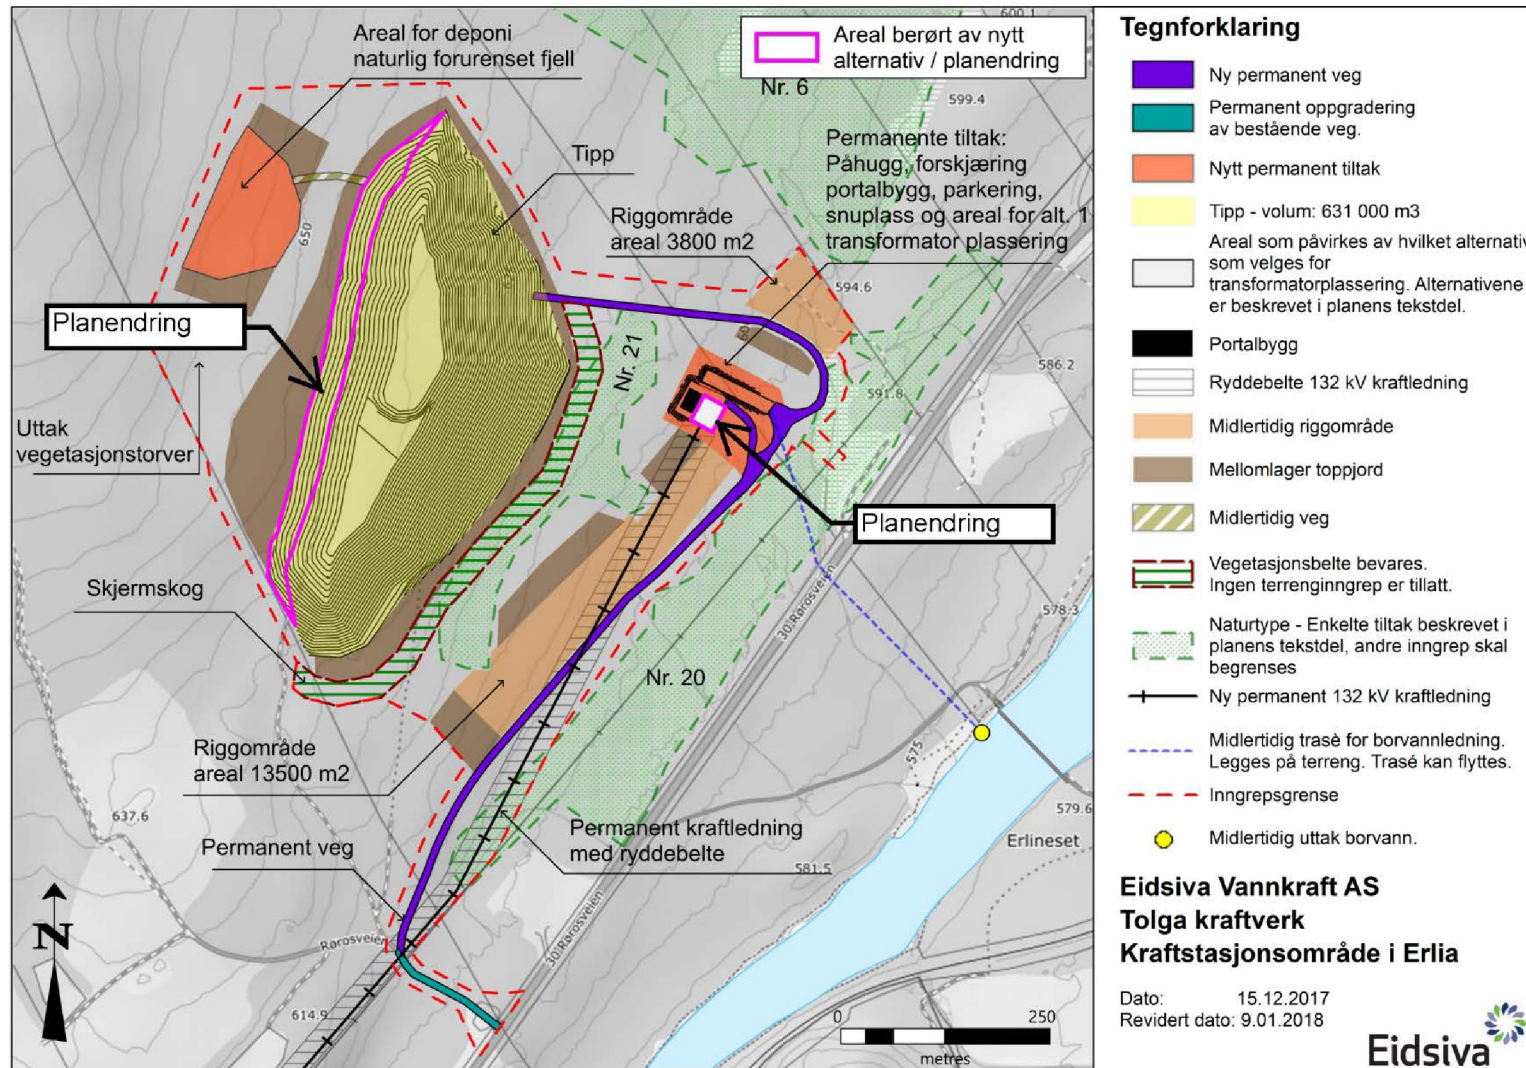 Areal for deponi
naturlig forurenset fjell
Areal berørt av nytt
alternativ / planendring
600.1
Nr. 6
599.4
Tipp
Permanente tiltak:
Påhugg, forskjæring
portalbygg, parkering,
snuplass og areal for alt. 1
transformator plassering
Riggområde
areal 3800 m2
650
594.6
Planendring
Nr. 21
586.2
591.8
Uttak
vegetasjonstorver
Planendring
Skjermskog
30 Rørosveien
578.3
Nr. 20
Riggområde
areal 13500 m2
575
579.6
637.6
Permanent veg
Permanent kraftledning
med ryddebelte
Erlineset
581.5
N
Rørosveien
30 Rørosveien
614.9
0 250
metres
Tegnforklaring
Ny permanent veg
Permanent oppgradering
av bestående veg.
Nytt permanent tiltak
Tipp - volum: 631 000 m3
Areal som påvirkes av hvilket alternativ
som velges for
transformatorplassering. Alternativene
er beskrevet i planens tekstdel.
Portalbygg
Ryddebelte 132 kV kraftledning
Midlertidig riggområde
Mellomlager toppjord
Midlertidig veg
Vegetasjonsbelte bevares.
Ingen terrenginngrep er tillatt.
Naturtype - Enkelte tiltak beskrevet i
planens tekstdel, andre inngrep skal
begrenses
Ny permanent 132 kV kraftledning
Midlertidig trasè for borvannledning.
Legges på terreng. Trasé kan flyttes.
Inngrepsgrense
Midlertidig uttak borvann.
Eidsiva Vannkraft AS
Tolga kraftverk
Kraftstasjonsområde i Erlia
Dato: 15.12.2017
Revidert dato: 9.01.2018
Eidsiva